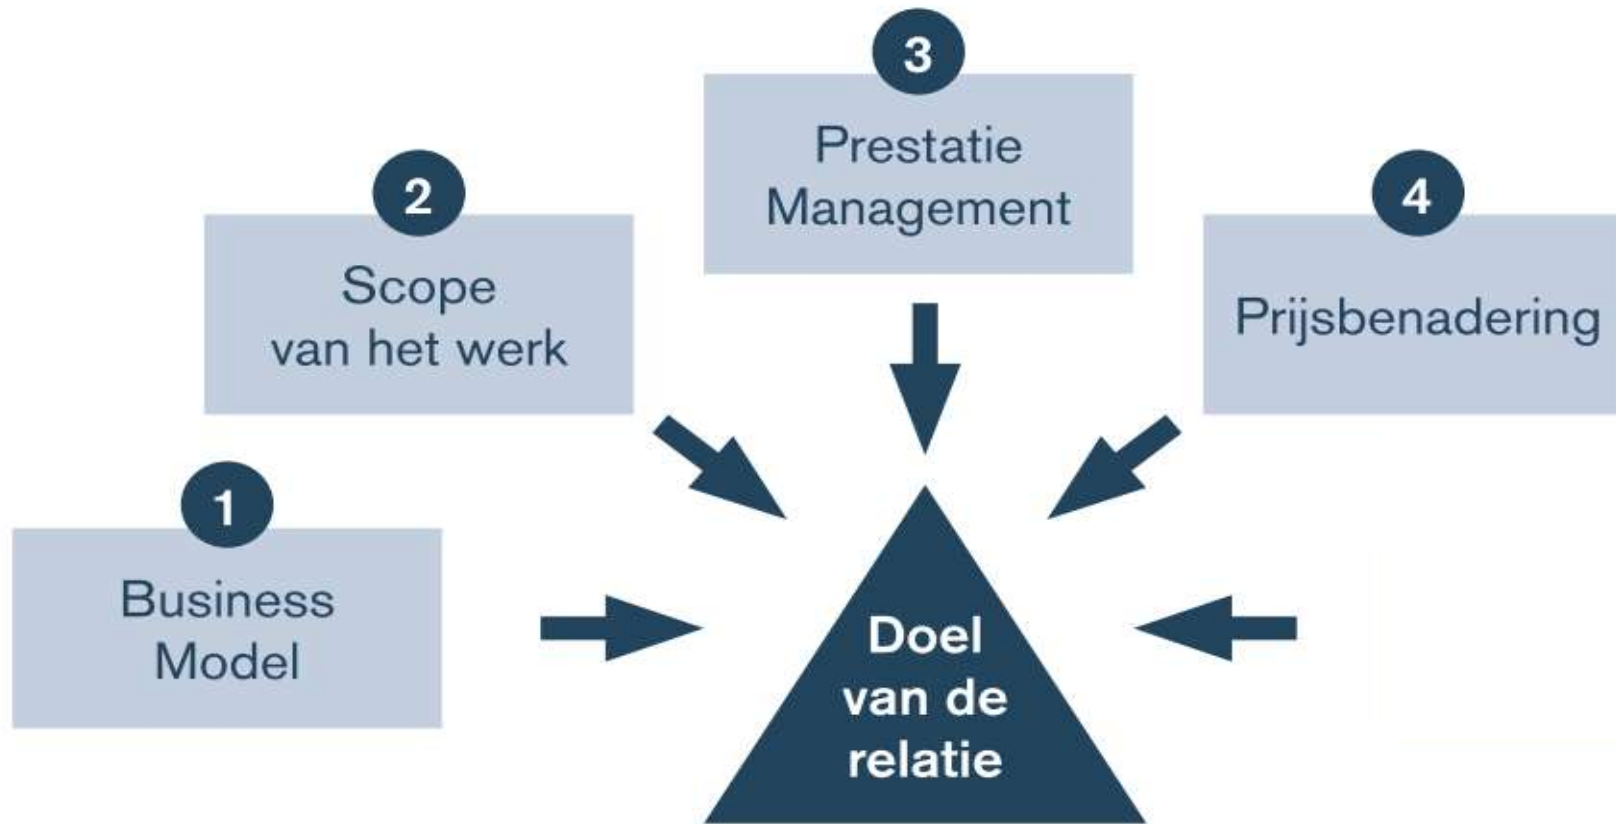 1
Business
Model
2
Scope
van het werk
3
Prestatie
Management
4
Prijsbenadering
Doel
van de
relatie